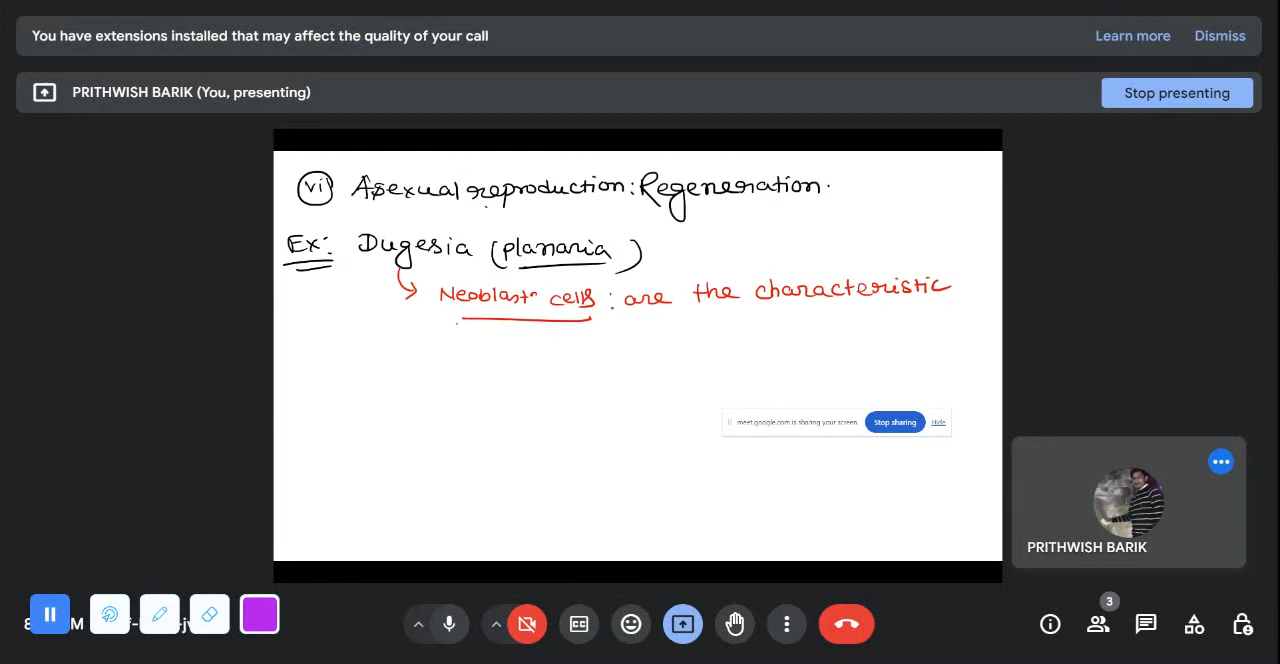 You have extensions installed that may affect the quality of your call
Learn more
Dismiss
PRITHWISH BARIK (You, presenting)
Stop presenting
vi Asexual reproduction: Regeneration.
Ex: Dugesia (planaria)
Neoblast cells: are the characteristic
meet.google.com is sharing your screen.
Stop sharing
Hide
PRITHWISH BARIK
3